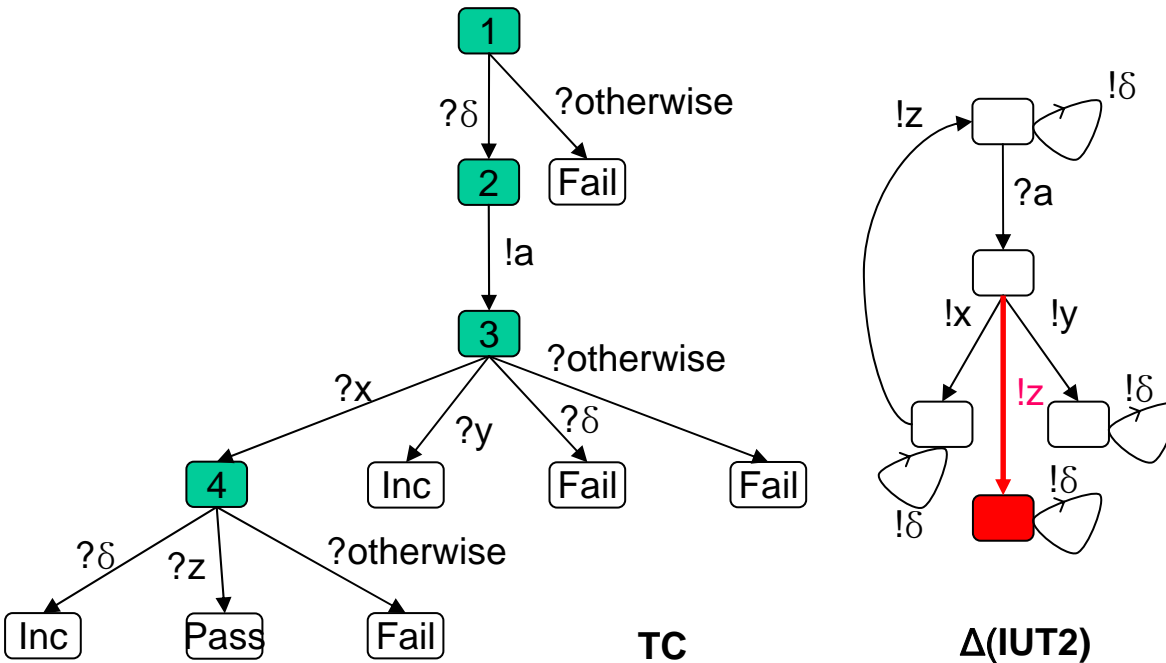 1
?δ
?otherwise
2
Fail
!a
3
?x
?y
?δ
?otherwise
4
Inc
Fail
Fail
?δ
?z
?otherwise
Inc
Pass
Fail
TC
!δ
!z
?a
!x
!y
!z
!δ
!δ
!δ
Δ(IUT2)